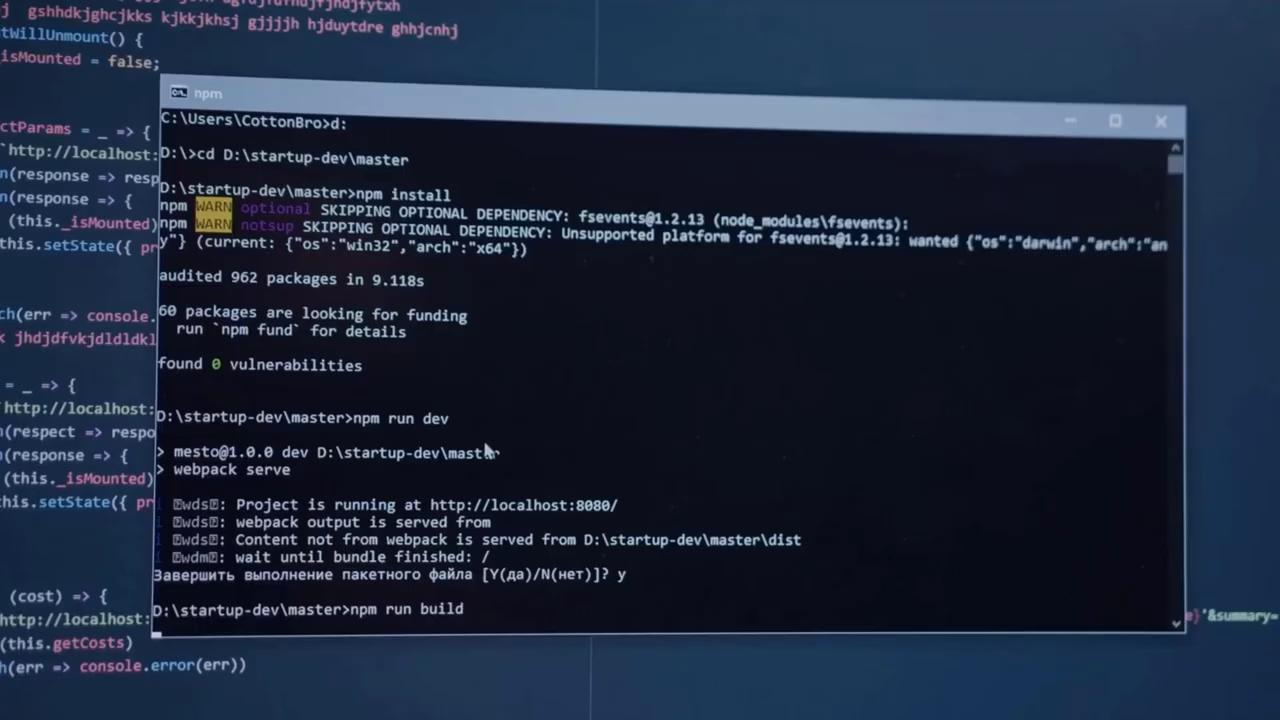 gshhdkjghcjkks kjkkjkhsj gjjjjh hjduytdre ghhjcnhj
tWillUnmount() {
isMounted = false;
ctParams = _ => {
`http://localhost:
n(response => resp
n(response => {
(this._isMounted)
this.setState({ pr
ch(err => console.
k jhdjdfvkjdldldkl
= _ => {
http://localhost:
n(respect => respo
n(response => {
(this._isMounted)
his.setState({ pr
(cost) => {
http://localhost:
(this.getCosts)
h(err => console.error(err))
npm
C:\Users\CottonBro>d:
D:\>cd D:\startup-dev\master
D:\startup-dev\master>npm install
npm WARN optional SKIPPING OPTIONAL DEPENDENCY: fsevents@1.2.13 (node_modules\fsevents):
npm WARN notsup SKIPPING OPTIONAL DEPENDENCY: Unsupported platform for fsevents@1.2.13: wanted {"os":"darwin","arch":"an
y"} (current: {"os":"win32","arch":"x64"})
audited 962 packages in 9.118s
60 packages are looking for funding
run `npm fund` for details
found 0 vulnerabilities
D:\startup-dev\master>npm run dev
> mesto@1.0.0 dev D:\startup-dev\master
> webpack serve
i ｢wds｣: Project is running at http://localhost:8080/
i ｢wds｣: webpack output is served from
i ｢wds｣: Content not from webpack is served from D:\startup-dev\master\dist
i ｢wdm｣: wait until bundle finished: /
Завершить выполнение пакетного файла [Y(да)/N(нет)]? y
D:\startup-dev\master>npm run build
}'&summary=